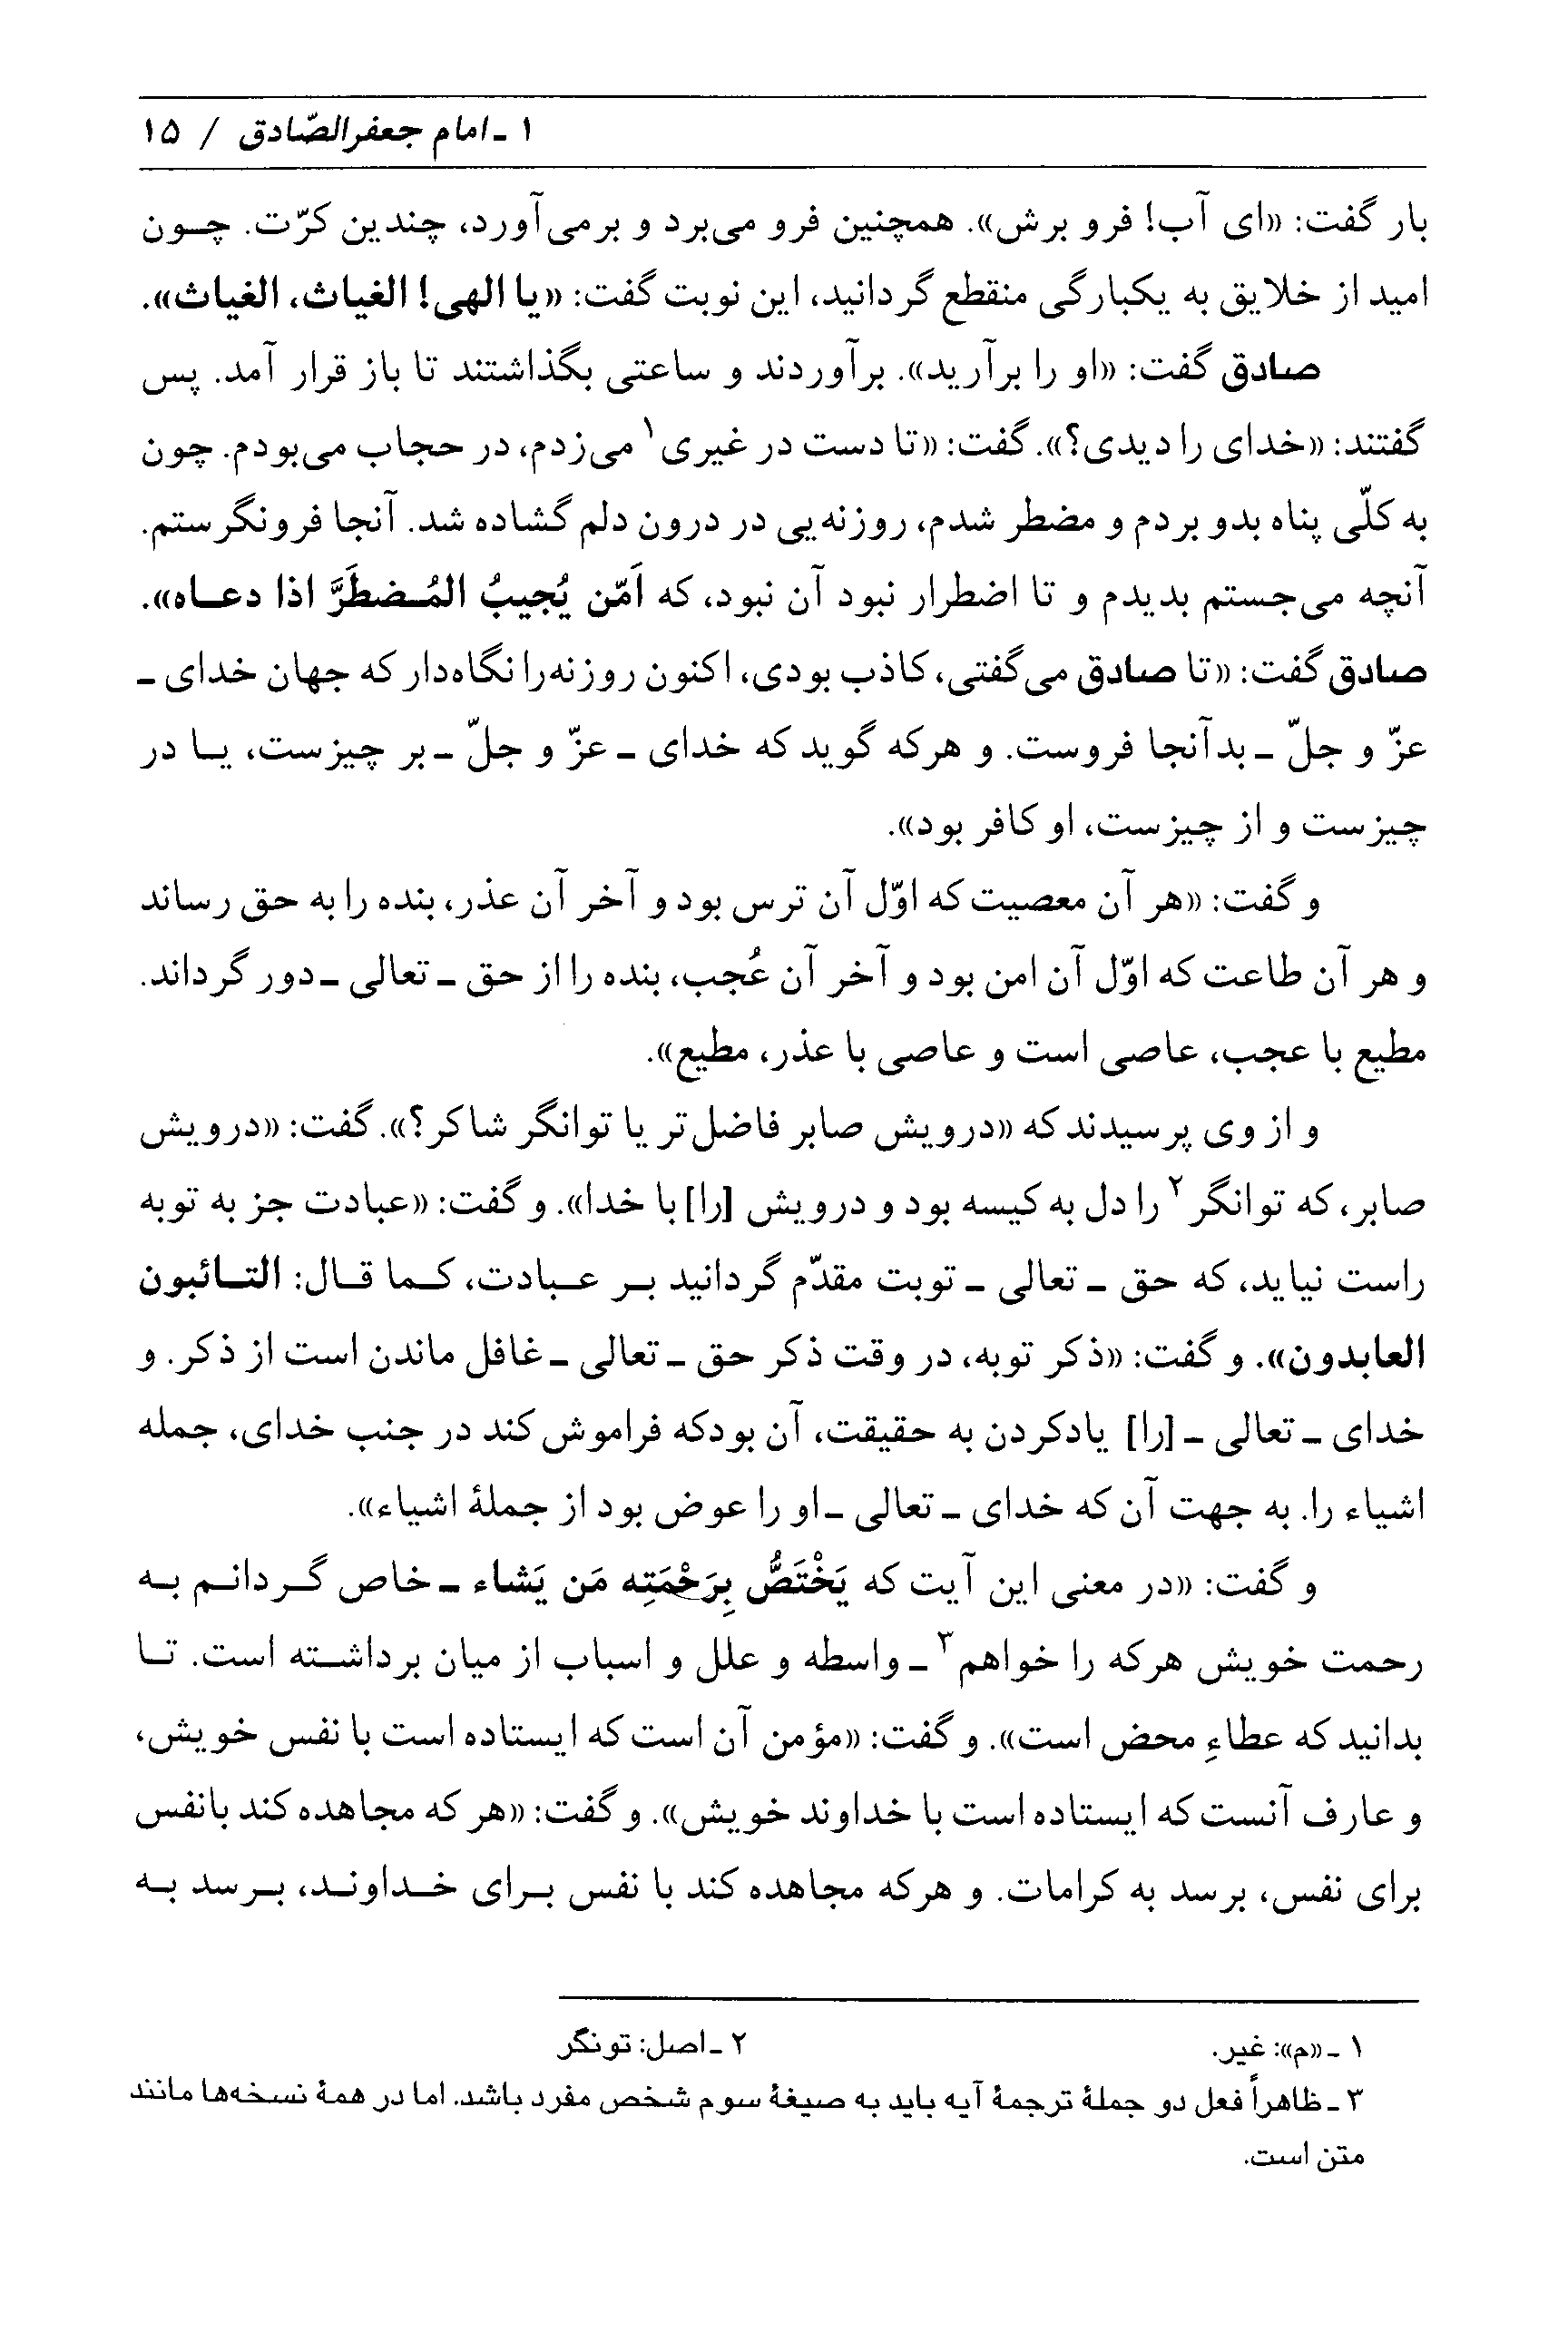 ۱ ـ امام جعفرالصّادق / ۱۵
بار گفت: «ای آب! فرو برش». همچنین فرو می‌برد و برمی‌آورد، چندین کرّت. چون
امید از خلایق به یکبارگی منقطع گردانید، این نوبت گفت: «یا الهی! الغیاث، الغیاث».
صادق گفت: «او را برآرید». برآوردند و ساعتی بگذاشتند تا باز قرار آمد. پس
گفتند: «خدای را دیدی؟». گفت: «تا دست در غیری۱ می‌زدم، در حجاب می‌بودم. چون
به کلّی پناه بدو بردم و مضطر شدم، روزنه‌یی در درون دلم گشاده شد. آنجا فرونگرستم.
آنچه می‌جستم بدیدم و تا اضطرار نبود آن نبود، که اَمّن یُجیبُ المُضطَرَّ اذا دعاه».
صادق گفت: «تا صادق می‌گفتی، کاذب بودی، اکنون روزنه‌را نگاه‌دار که جهان خدای ـ
عزّ و جلّ ـ بدآنجا فروست. و هرکه گوید که خدای ـ عزّ و جلّ ـ بر چیزست، یا در
چیزست و از چیزست، او کافر بود».
و گفت: «هر آن معصیت که اوّل آن ترس بود و آخر آن عذر، بنده را به حق رساند
و هر آن طاعت که اوّل آن امن بود و آخر آن عُجب، بنده را از حق ـ تعالی ـ دور گرداند.
مطیع با عجب، عاصی است و عاصی با عذر، مطیع».
و از وی پرسیدند که «درویش صابر فاضل‌تر یا توانگر شاکر؟». گفت: «درویش
صابر، که توانگر۲ را دل به کیسه بود و درویش [را] با خدا». و گفت: «عبادت جز به توبه
راست نیاید، که حق ـ تعالی ـ توبت مقدّم گردانید بر عبادت، کما قال: التائبون
العابدون». و گفت: «ذکر توبه، در وقت ذکر حق ـ تعالی ـ غافل ماندن است از ذکر. و
خدای ـ تعالی ـ [را] یادکردن به حقیقت، آن بودکه فراموش کند در جنب خدای، جمله
اشیاء را. به جهت آن که خدای ـ تعالی ـ او را عوض بود از جملهٔ اشیاء».
و گفت: «در معنی این آیت که یَخْتَصُّ بِرَحْمَتِه مَن یَشاء ـ خاص گردانم به
رحمت خویش هرکه را خواهم۳ ـ واسطه و علل و اسباب از میان برداشته است. تا
بدانید که عطاءِ محض است». و گفت: «مؤمن آن است که ایستاده است با نفس خویش،
و عارف آنست که ایستاده است با خداوند خویش». و گفت: «هر که مجاهده کند بانفس
برای نفس، برسد به کرامات. و هرکه مجاهده کند با نفس برای خداوند، برسد به
۱ ـ «م»: غیر.
۲ ـ اصل: تونگر
۳ ـ ظاهراً فعل دو جملهٔ ترجمهٔ آیه باید به صیغهٔ سوم شخص مفرد باشد. اما در همهٔ نسخه‌ها مانند
متن است.